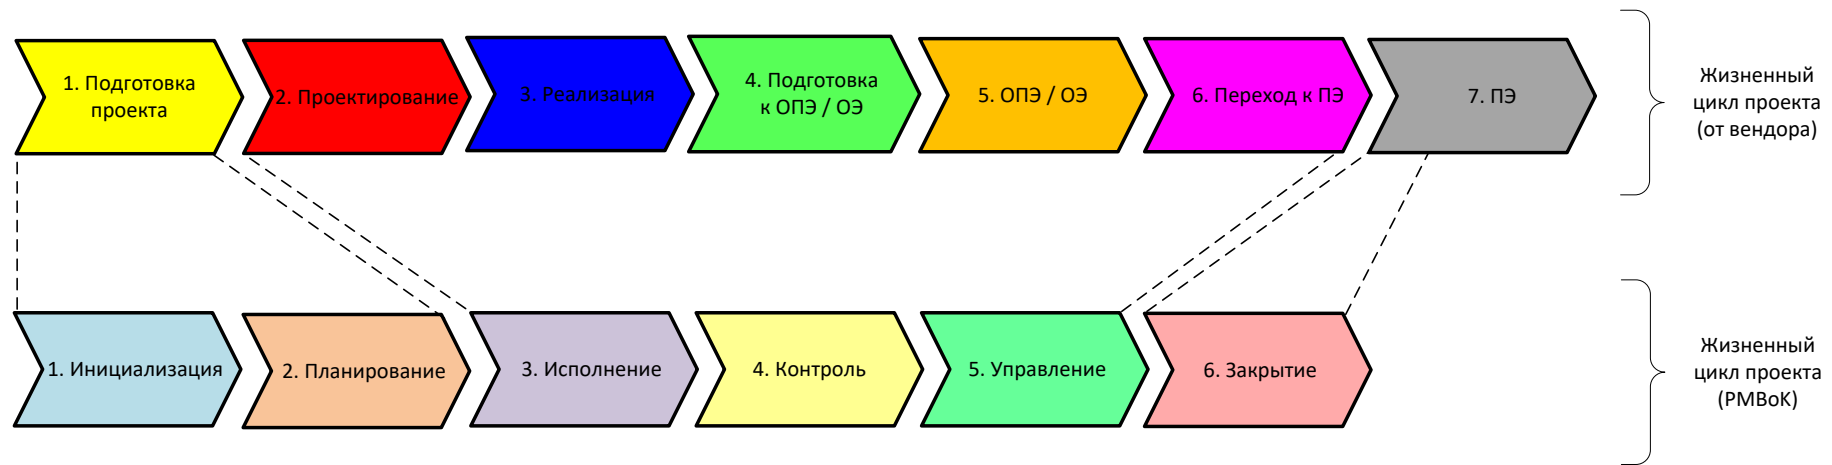 1. Подготовка
проекта
2. Проектирование
3. Реализация
4. Подготовка
к ОПЭ / ОЭ
5. ОПЭ / ОЭ
6. Переход к ПЭ
7. ПЭ
Жизненный
цикл проекта
(от вендора)
1. Инициализация
2. Планирование
3. Исполнение
4. Контроль
5. Управление
6. Закрытие
Жизненный
цикл проекта
(PMBoK)